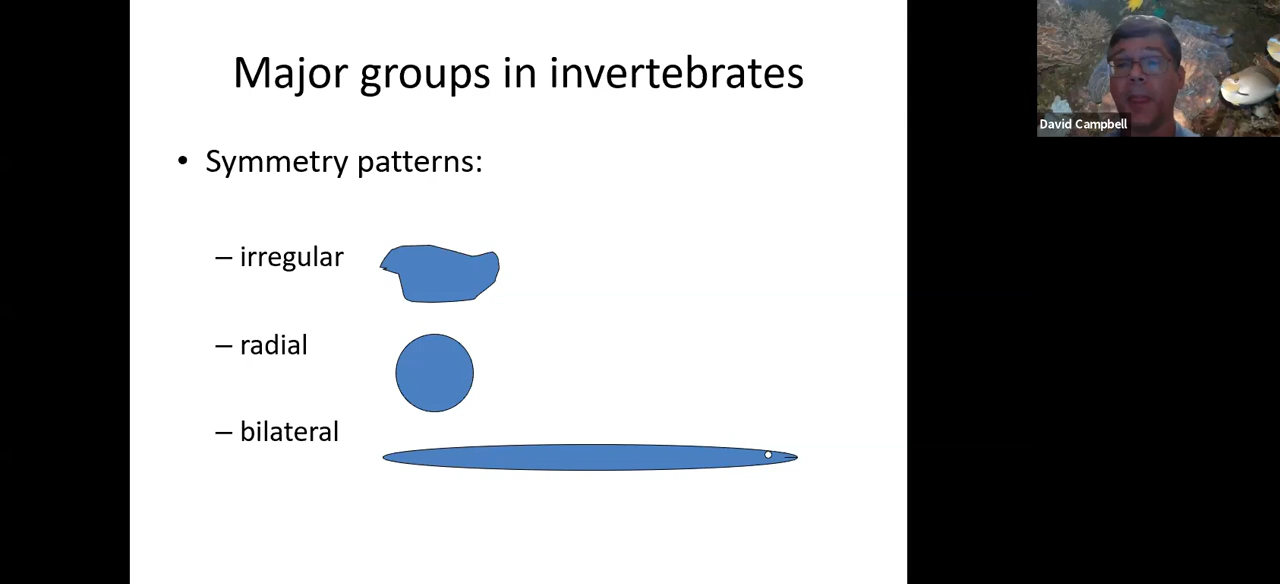 Major groups in invertebrates
• Symmetry patterns:
– irregular
– radial
– bilateral
David Campbell